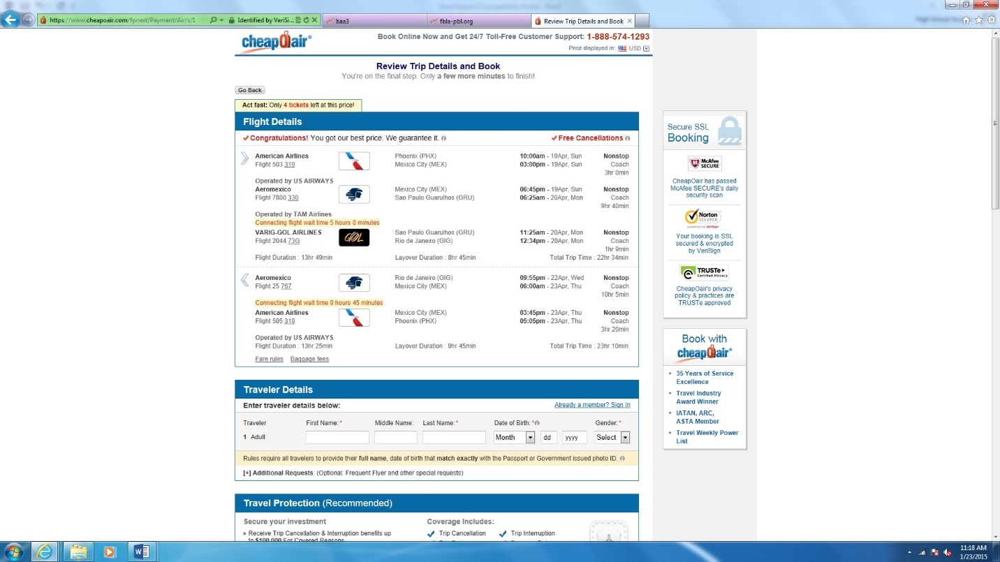 https://www.cheapoair.com/fpnext/Payment/Air/s/1
Identified by VeriSi...
baa3
fbla-pbl.org
Review Trip Details and Book
cheapOair®
Book Online Now and Get 24/7 Toll-Free Customer Support: 1-888-574-1293
Price displayed in: USD
Review Trip Details and Book
You're on the final step. Only a few more minutes to finish!
Go Back
Act fast: Only 4 tickets left at this price!
Flight Details
Congratulations! You got our best price. We guarantee it.
Free Cancellations
American Airlines Phoenix (PHX) 10:00am - 19Apr, Sun Nonstop
Flight 503 319 Mexico City (MEX) 03:00pm - 19Apr, Sun Coach
3hr 0min
Operated by US AIRWAYS
Aeromexico Mexico City (MEX) 06:45pm - 19Apr, Sun Nonstop
Flight 7800 330 Sao Paulo Guarulhos (GRU) 06:25am - 20Apr, Mon Coach
9hr 40min
Operated by TAM Airlines
Connecting flight wait time 5 hours 0 minutes
VARIG-GOL AIRLINES GOL Sao Paulo Guarulhos (GRU) 11:25am - 20Apr, Mon Nonstop
Flight 2044 73G Rio de Janeiro (GIG) 12:34pm - 20Apr, Mon Coach
1hr 9min
Flight Duration : 13hr 49min Layover Duration : 8hr 45min Total Trip Time : 22hr 34min
Aeromexico Rio de Janeiro (GIG) 09:55pm - 22Apr, Wed Nonstop
Flight 25 767 Mexico City (MEX) 06:00am - 23Apr, Thu Coach
10hr 5min
Connecting flight wait time 9 hours 45 minutes
American Airlines Mexico City (MEX) 03:45pm - 23Apr, Thu Nonstop
Flight 505 319 Phoenix (PHX) 05:05pm - 23Apr, Thu Coach
3hr 20min
Operated by US AIRWAYS
Flight Duration : 13hr 25min Layover Duration : 9hr 45min Total Trip Time : 23hr 10min
Fare rules Baggage fees
Traveler Details
Enter traveler details below: Already a member? Sign In
Traveler First Name:* Middle Name: Last Name:* Date of Birth: * Gender: *
1 Adult Month dd yyyy Select
Rules require all travelers to provide their full name, date of birth that match exactly with the Passport or Government issued photo ID.
[+] Additional Requests: (Optional: Frequent Flyer and other special requests)
Travel Protection (Recommended)
Secure your investment Coverage Includes:
» Receive Trip Cancellation & Interruption benefits up Trip Cancellation Trip Interruption
to $100,000 For Covered Reasons
Secure SSL
Booking
McAfee
SECURE™
CheapOair has passed
McAfee SECURE's daily
security scan
Norton
SECURED
powered by VeriSign
Your booking is SSL
secured & encrypted
by VeriSign
TRUSTe
Certified Privacy
CheapOair's privacy
policy & practices are
TRUSTe approved
Book with
cheapOair®
• 35 Years of Service
Excellence
• Travel Industry
Award Winner
• IATAN, ARC,
ASTA Member
• Travel Weekly Power
List
11:18 AM
1/23/2015